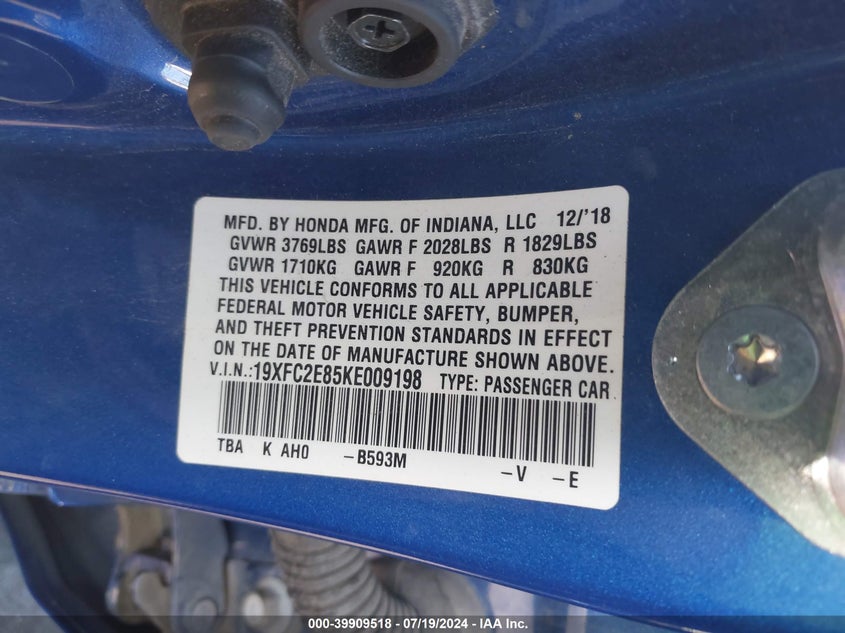 MFD. BY HONDA MFG. OF INDIANA, LLC 12/'18
GVWR 3769LBS GAWR F 2028LBS R 1829LBS
GVWR 1710KG GAWR F 920KG R 830KG
THIS VEHICLE CONFORMS TO ALL APPLICABLE
FEDERAL MOTOR VEHICLE SAFETY, BUMPER,
AND THEFT PREVENTION STANDARDS IN EFFECT
ON THE DATE OF MANUFACTURE SHOWN ABOVE.
V.I.N.:19XFC2E85KE009198 TYPE: PASSENGER CAR
TBA K AH0 -B593M -V -E
000-39909518 - 07/19/2024 - IAA Inc.